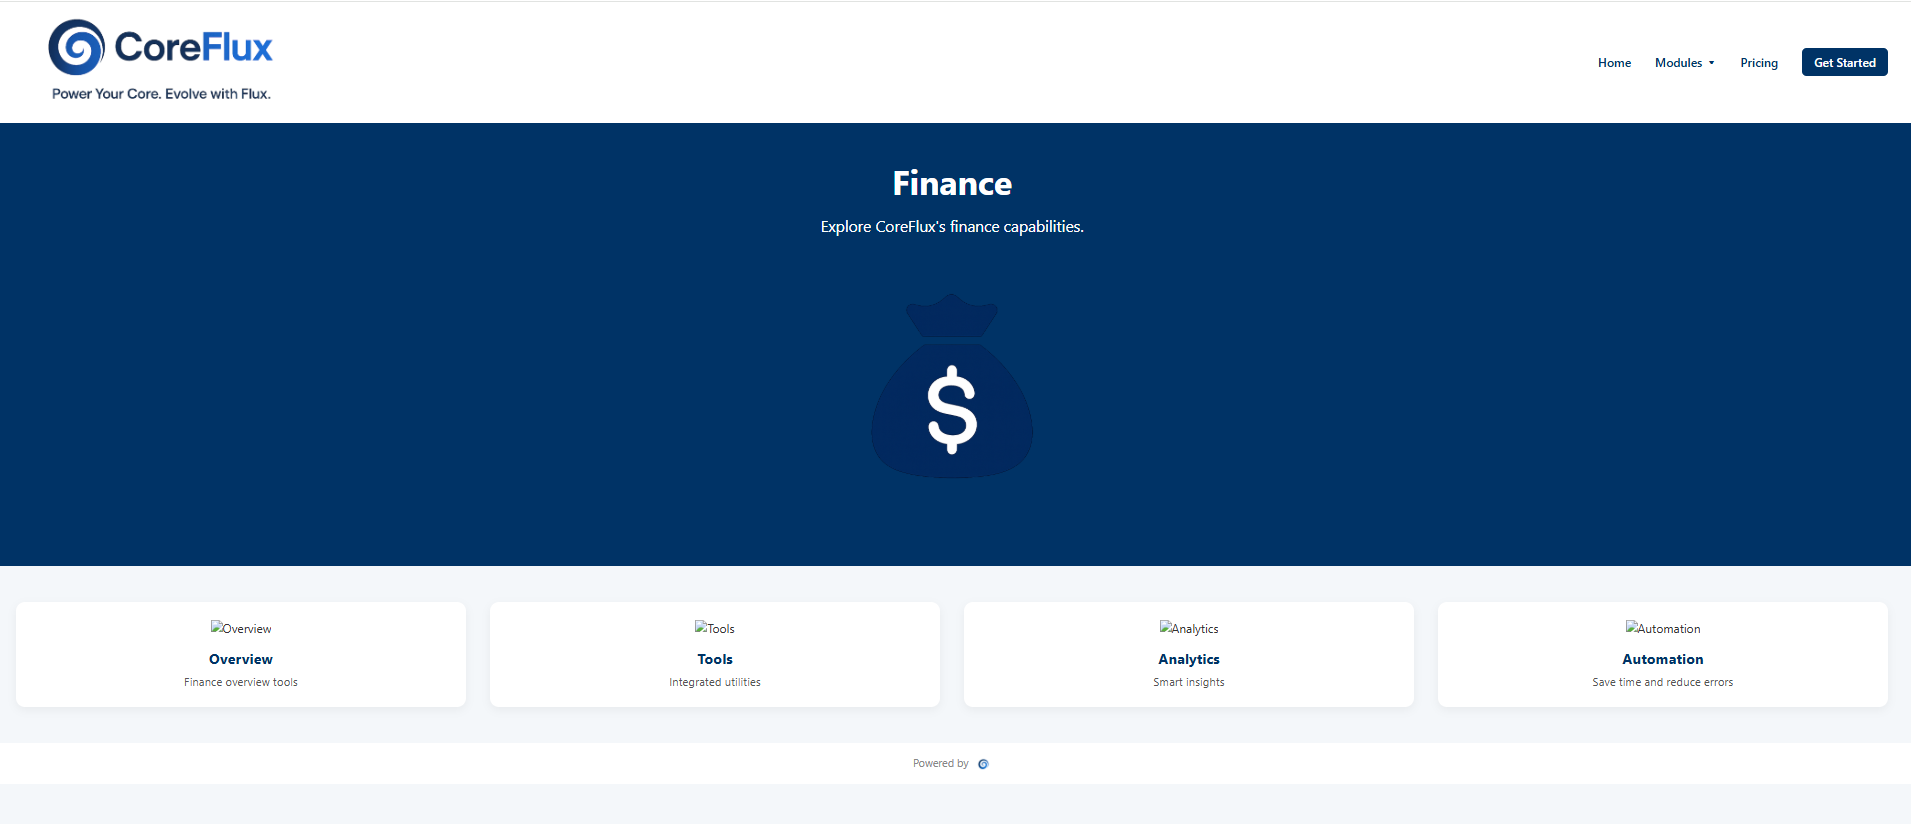 CoreFlux
Power Your Core. Evolve with Flux.
Home Modules Pricing Get Started
Finance
Explore CoreFlux's finance capabilities.
$
Overview Tools Analytics Automation
Overview Tools Analytics Automation
Finance overview tools Integrated utilities Smart insights Save time and reduce errors
Powered by